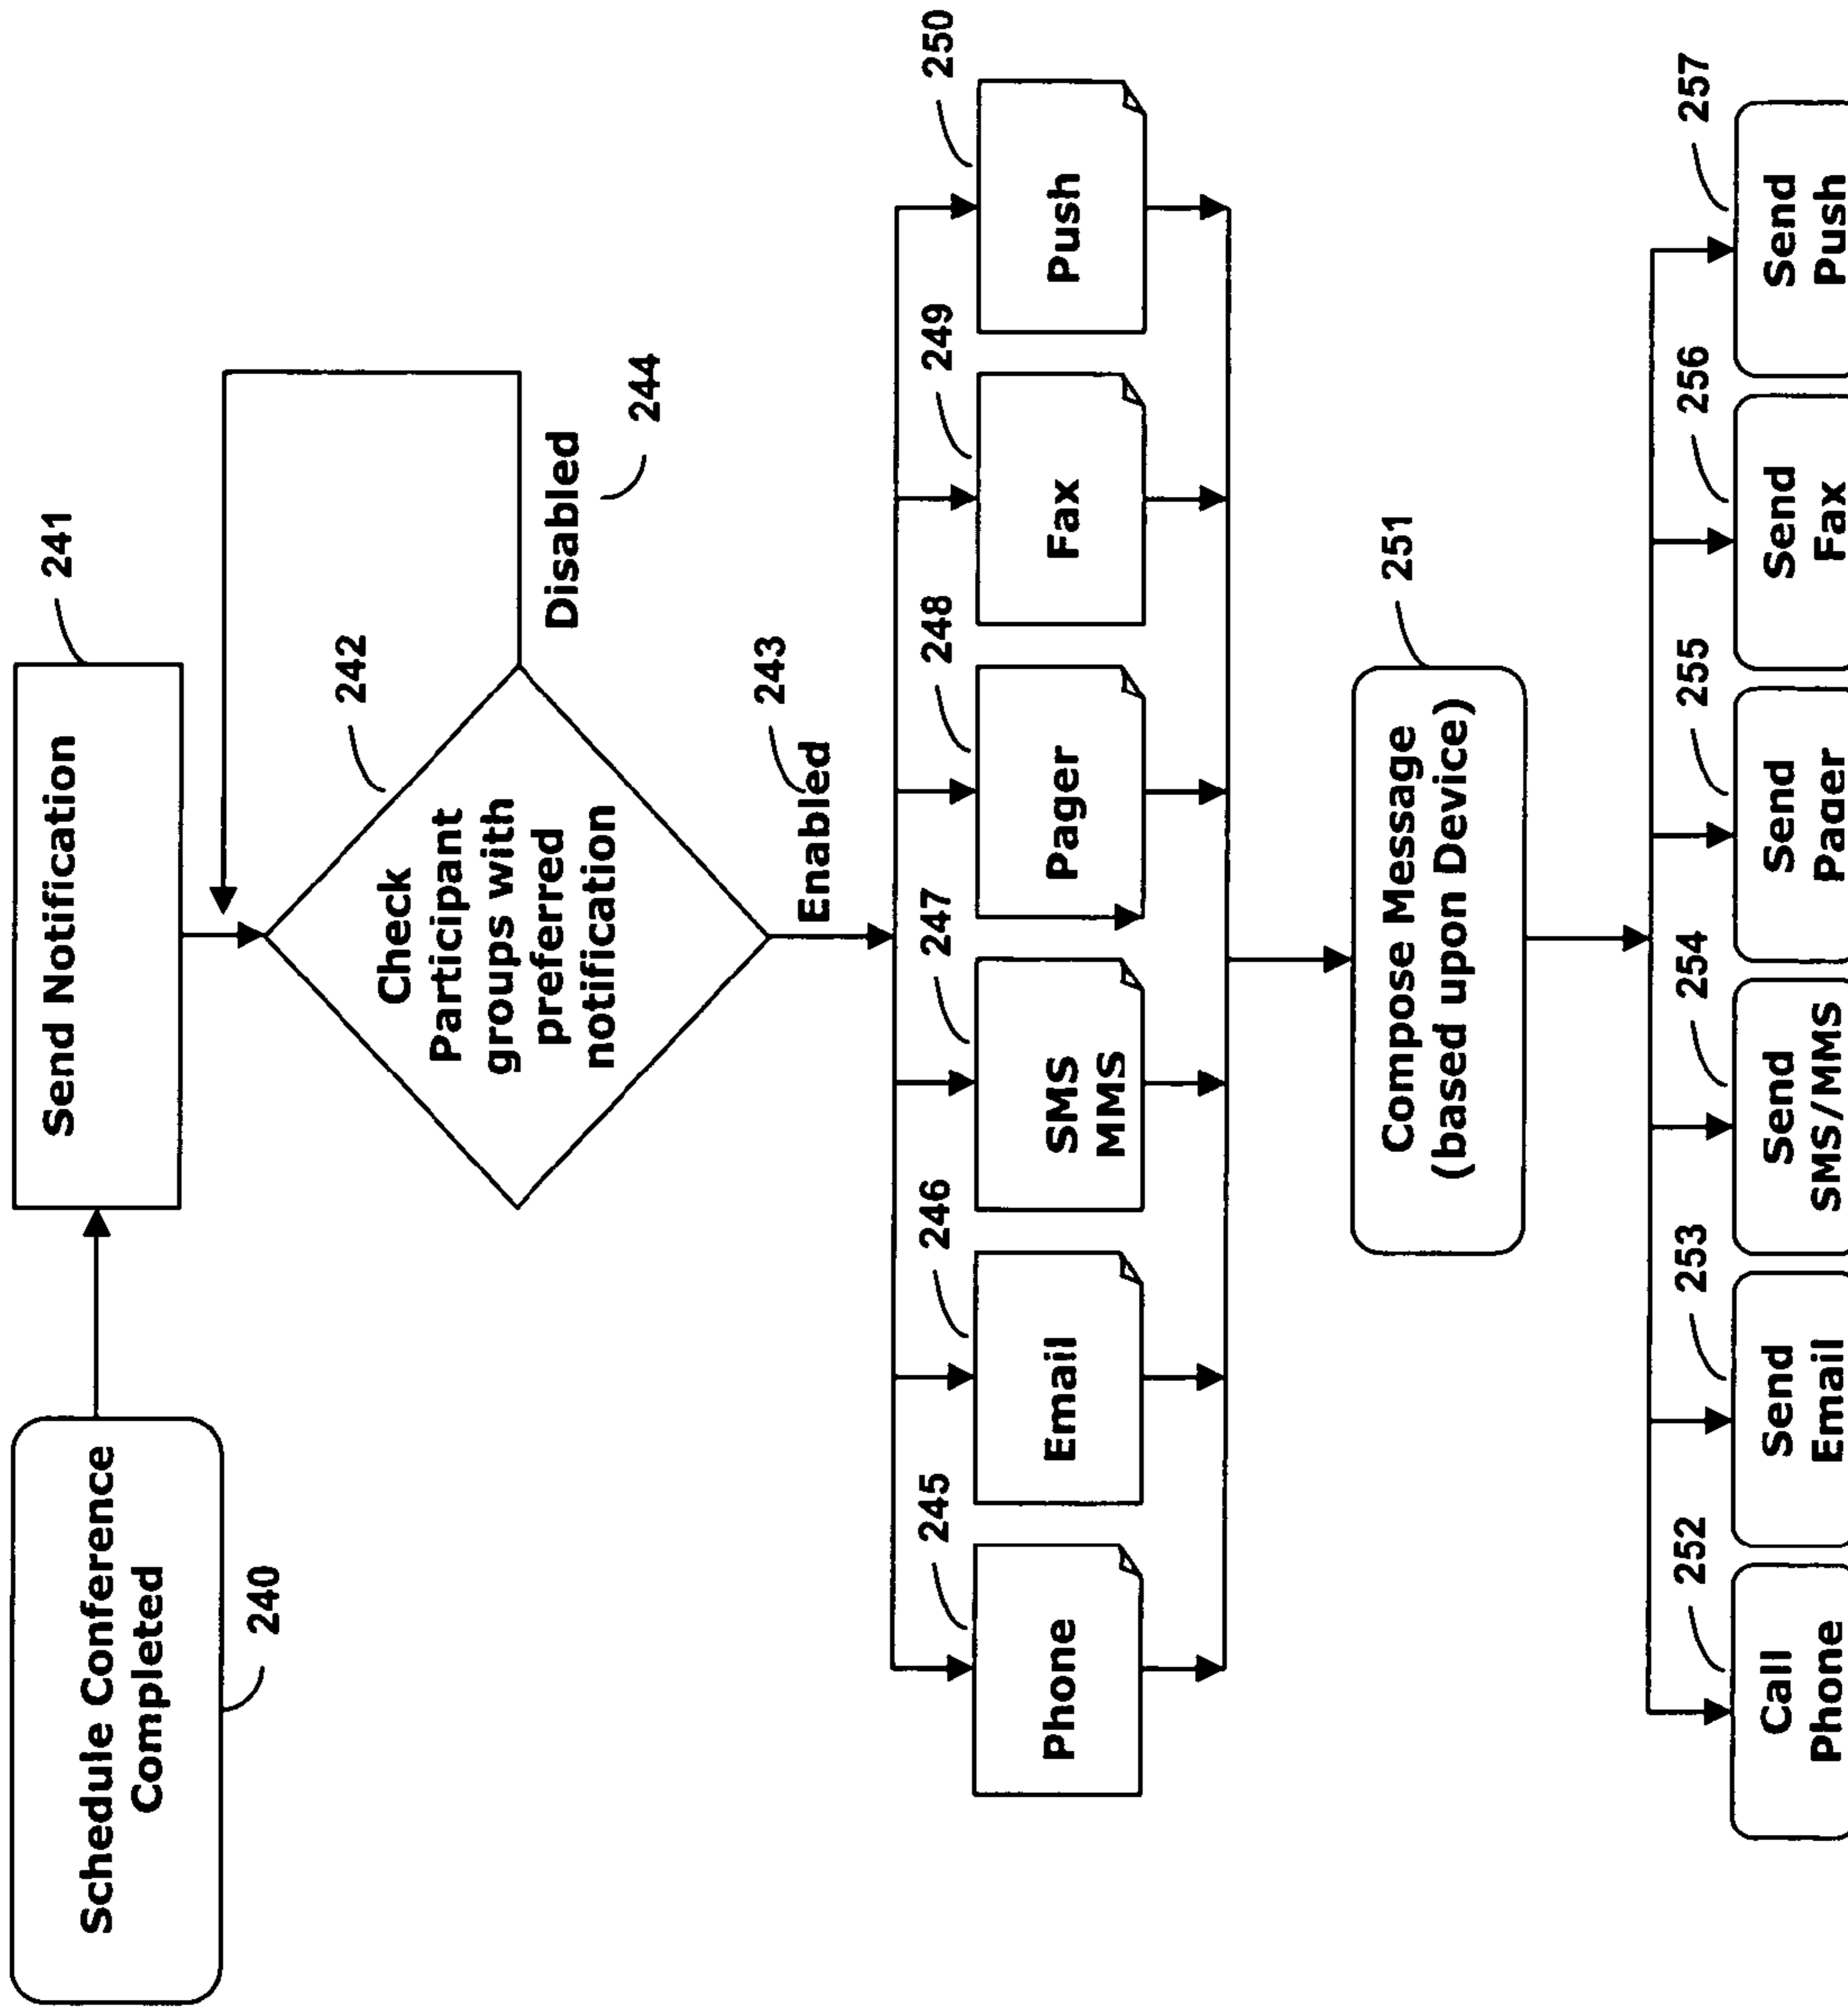 Schedule Conference
Completed
240
Send Notification
241
Check
Participant
groups with
preferred
notification
242
Disabled
244
Enabled
243
Phone
245
Email
246
SMS
MMS
247
Pager
248
Fax
249
Push
250
Compose Message
(based upon Device)
251
Call
Phone
252
Send
Email
253
Send
SMS/MMS
254
Send
Pager
255
Send
Fax
256
Send
Push
257